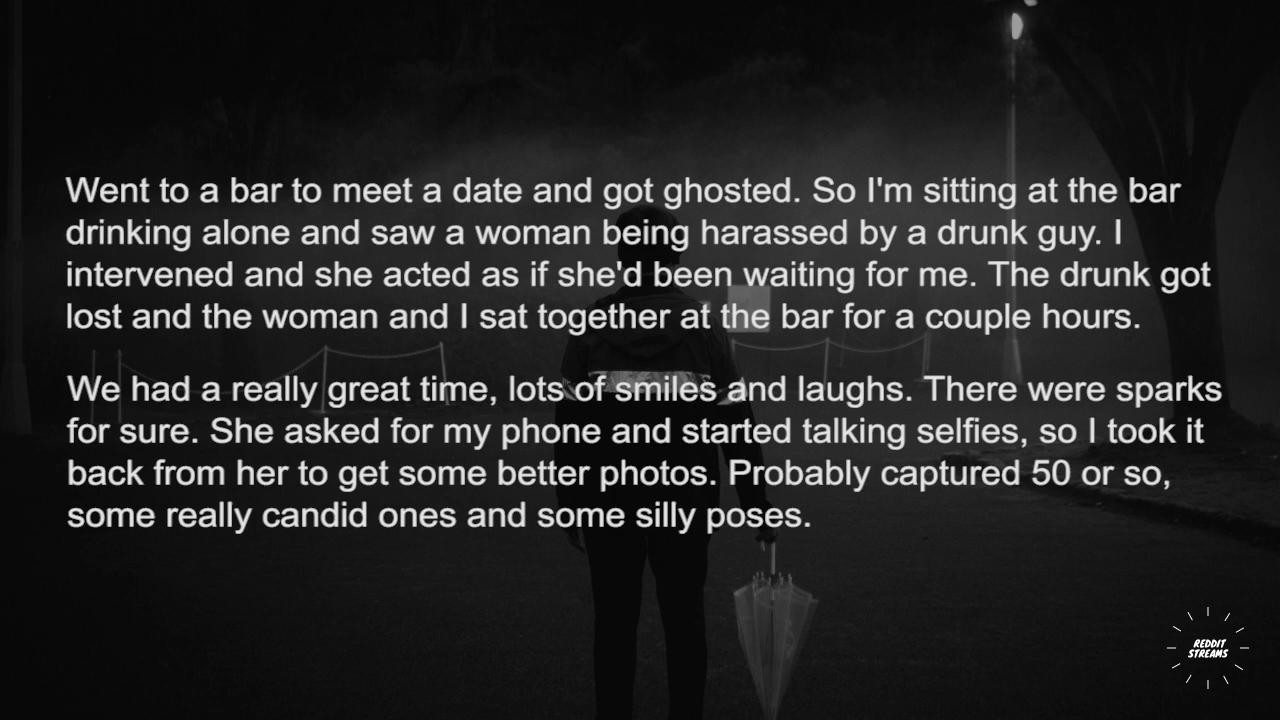 Went to a bar to meet a date and got ghosted. So I'm sitting at the bar
drinking alone and saw a woman being harassed by a drunk guy. I
intervened and she acted as if she'd been waiting for me. The drunk got
lost and the woman and I sat together at the bar for a couple hours.
We had a really great time, lots of smiles and laughs. There were sparks
for sure. She asked for my phone and started talking selfies, so I took it
back from her to get some better photos. Probably captured 50 or so,
some really candid ones and some silly poses.
REDDIT
STREAMS